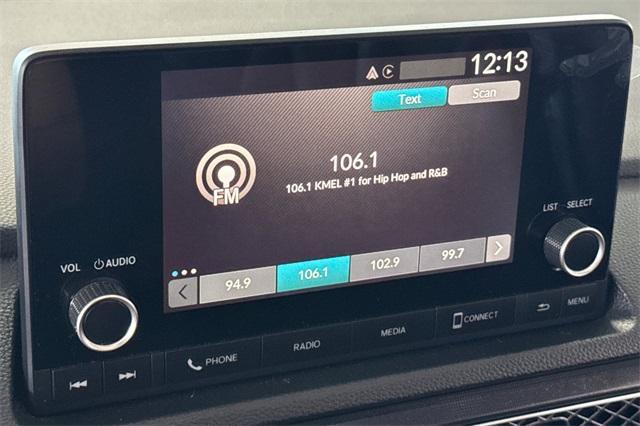 12:13
Text Scan
106.1
106.1 KMEL #1 for Hip Hop and R&B
FM
94.9 106.1 102.9 99.7
VOL AUDIO
LIST SELECT
PHONE RADIO MEDIA CONNECT MENU